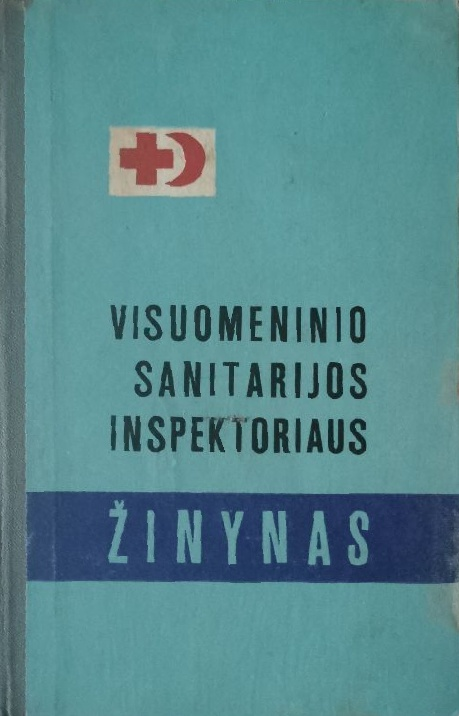 VISUOMENINIO
SANITARIJOS
INSPEKTORIAUS
ŽINYNAS